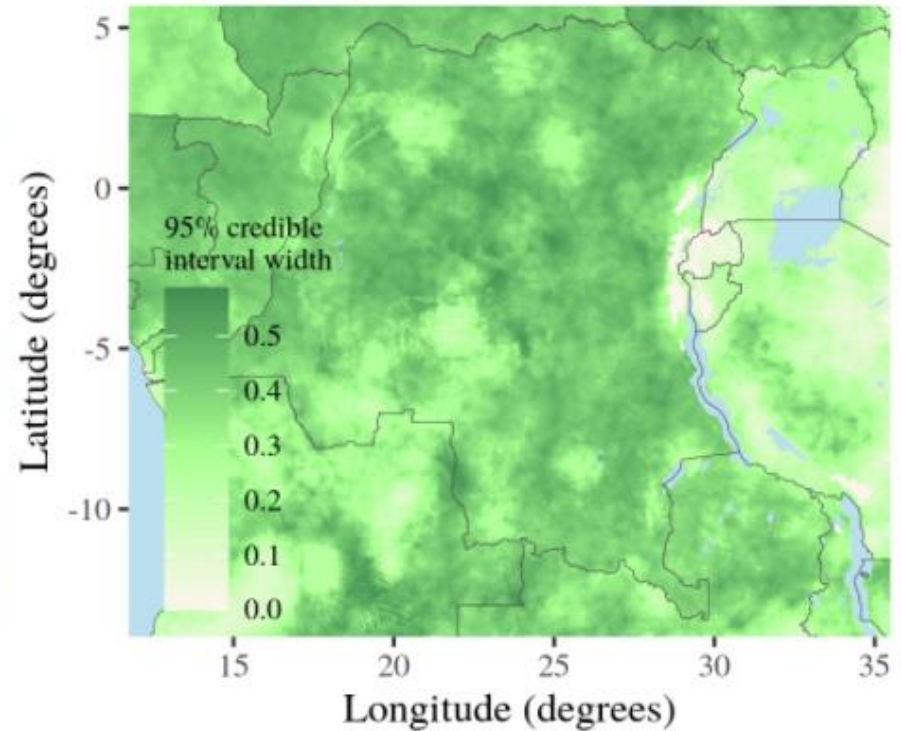 5
0
-5
-10
Latitude (degrees)
95% credible
interval width
0.5
0.4
0.3
0.2
0.1
0.0
15 20 25 30 35
Longitude (degrees)